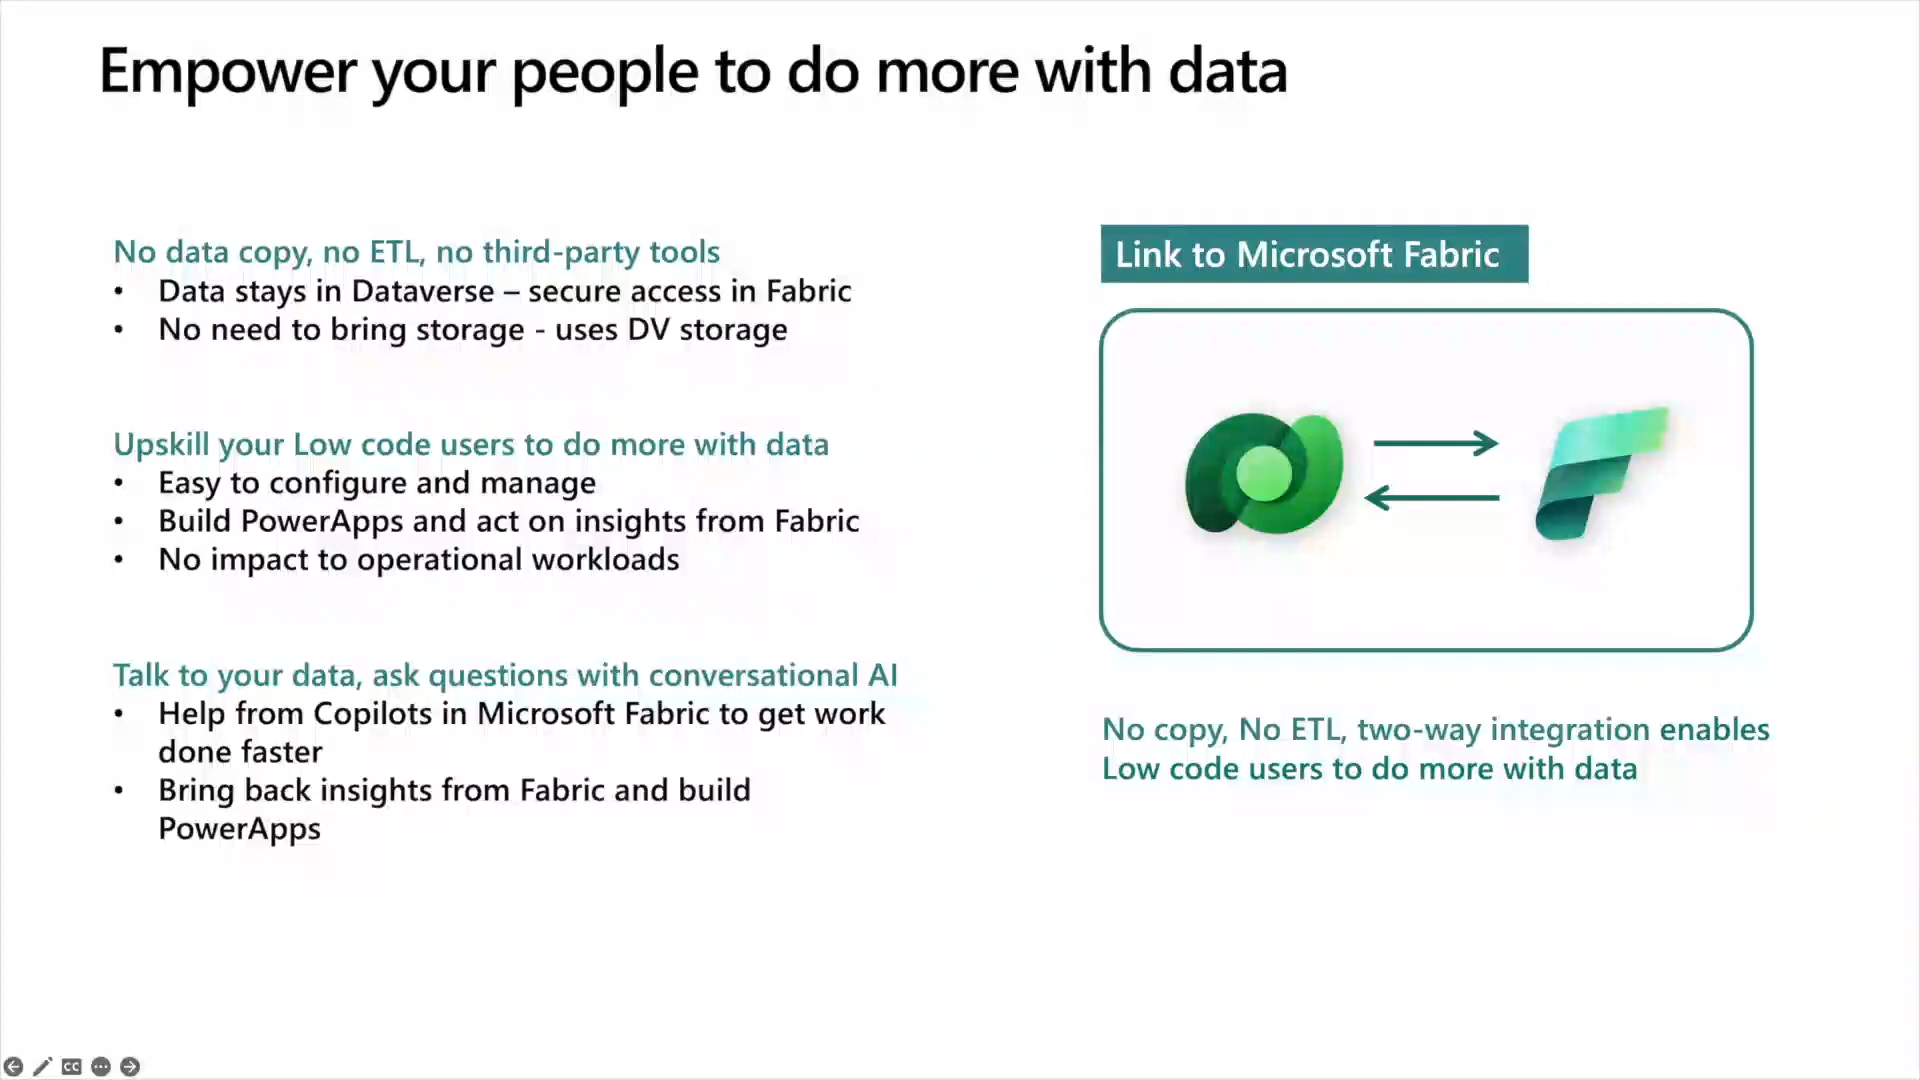 Empower your people to do more with data
No data copy, no ETL, no third-party tools
• Data stays in Dataverse – secure access in Fabric
• No need to bring storage - uses DV storage
Upskill your Low code users to do more with data
• Easy to configure and manage
• Build PowerApps and act on insights from Fabric
• No impact to operational workloads
Talk to your data, ask questions with conversational AI
• Help from Copilots in Microsoft Fabric to get work
done faster
• Bring back insights from Fabric and build
PowerApps
Link to Microsoft Fabric
No copy, No ETL, two-way integration enables
Low code users to do more with data
CC